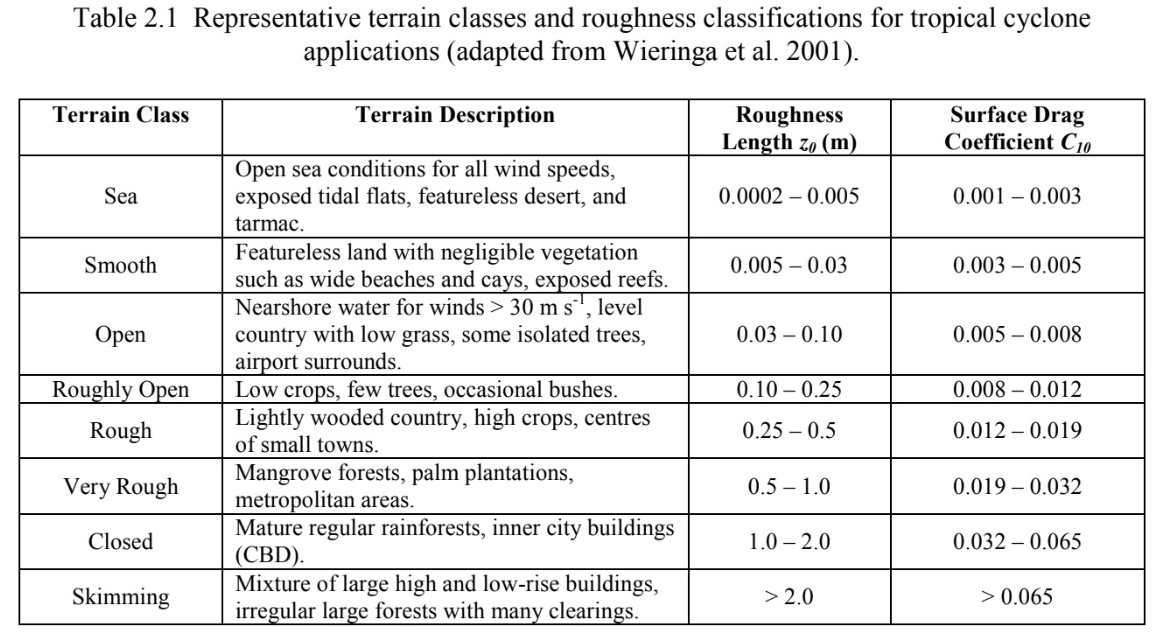 Table 2.1  Representative terrain classes and roughness classifications for tropical cyclone
applications (adapted from Wieringa et al. 2001).
Terrain Class
Terrain Description
Roughness
Length z₀ (m)
Surface Drag
Coefficient C₁₀
Sea
Open sea conditions for all wind speeds,
exposed tidal flats, featureless desert, and
tarmac.
0.0002 – 0.005
0.001 – 0.003
Smooth
Featureless land with negligible vegetation
such as wide beaches and cays, exposed reefs.
0.005 – 0.03
0.003 – 0.005
Open
Nearshore water for winds > 30 m s⁻¹, level
country with low grass, some isolated trees,
airport surrounds.
0.03 – 0.10
0.005 – 0.008
Roughly Open
Low crops, few trees, occasional bushes.
0.10 – 0.25
0.008 – 0.012
Rough
Lightly wooded country, high crops, centres
of small towns.
0.25 – 0.5
0.012 – 0.019
Very Rough
Mangrove forests, palm plantations,
metropolitan areas.
0.5 – 1.0
0.019 – 0.032
Closed
Mature regular rainforests, inner city buildings
(CBD).
1.0 – 2.0
0.032 – 0.065
Skimming
Mixture of large high and low-rise buildings,
irregular large forests with many clearings.
> 2.0
> 0.065